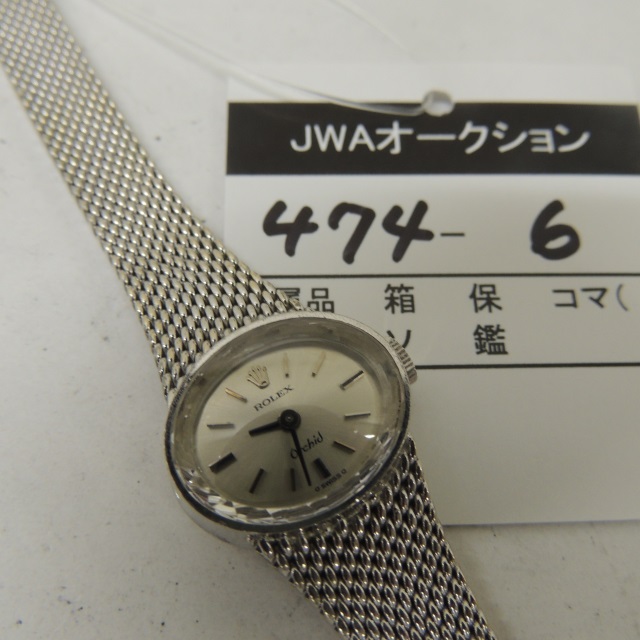 JWAオークション
474- 6
品 箱 保 コマ(
ソ 鑑
ROLEX
Orchid